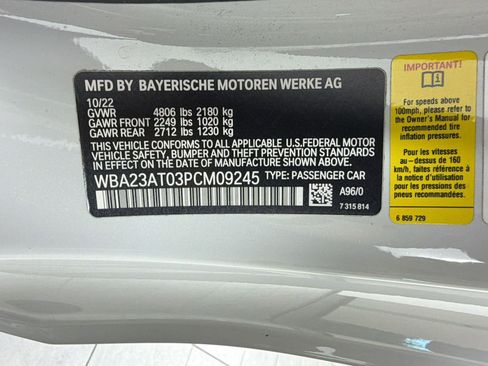 MFD BY BAYERISCHE MOTOREN WERKE AG
10/22
GVWR 4806 lbs 2180 kg
GAWR FRONT 2249 lbs 1020 kg
GAWR REAR 2712 lbs 1230 kg
THIS VEHICLE CONFORMS TO ALL APPLICABLE U.S.FEDERAL MOTOR
VEHICLE SAFETY, BUMPER AND THEFT PREVENTION STANDARDS
IN EFFECT ON THE DATE OF MANUFACTURE SHOWN ABOVE.
WBA23AT03PCM09245 TYPE: PASSENGER CAR
A96/0
7 315 814
IMPORTANT!
i
For speeds above
100mph, please refer to
the Owner's Manual for
recommended tire
inflation pressures.
Pour les vitesses
au-dessus de 160
km/h, faites référence à
la notice d'utilisation
pour pression de
pneus recommandée.
6 859 729